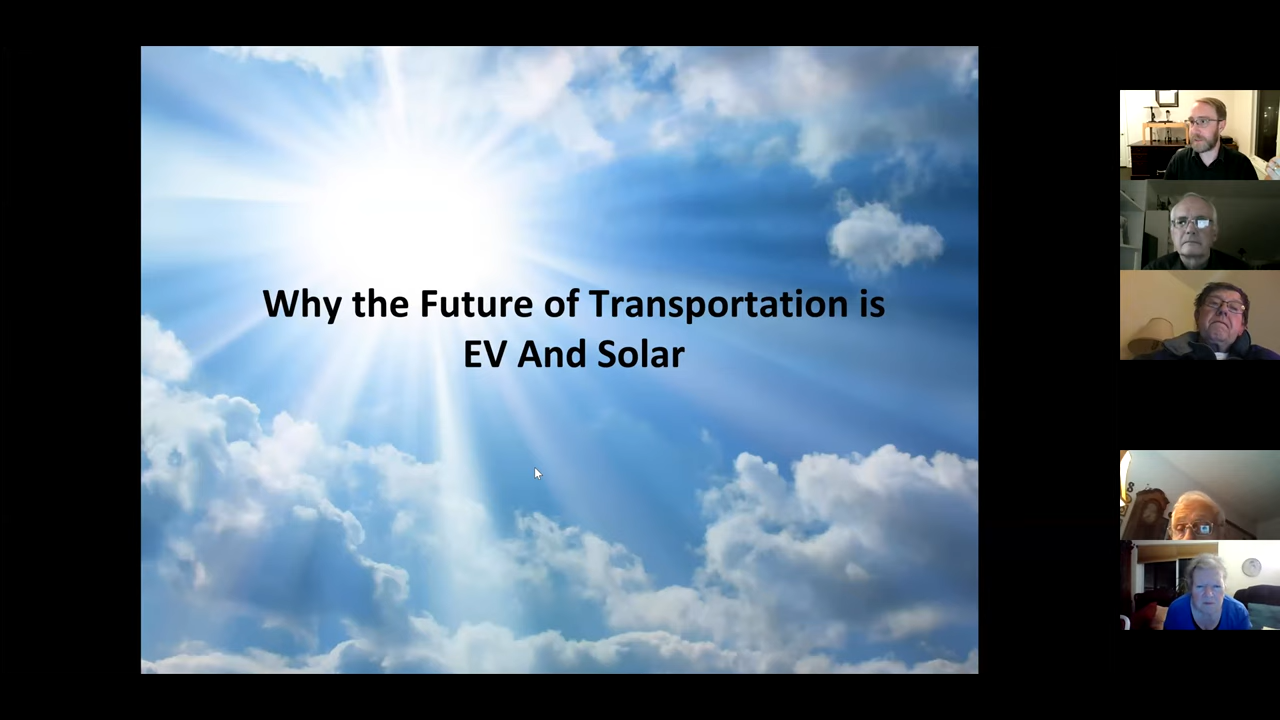 Why the Future of Transportation is
EV And Solar